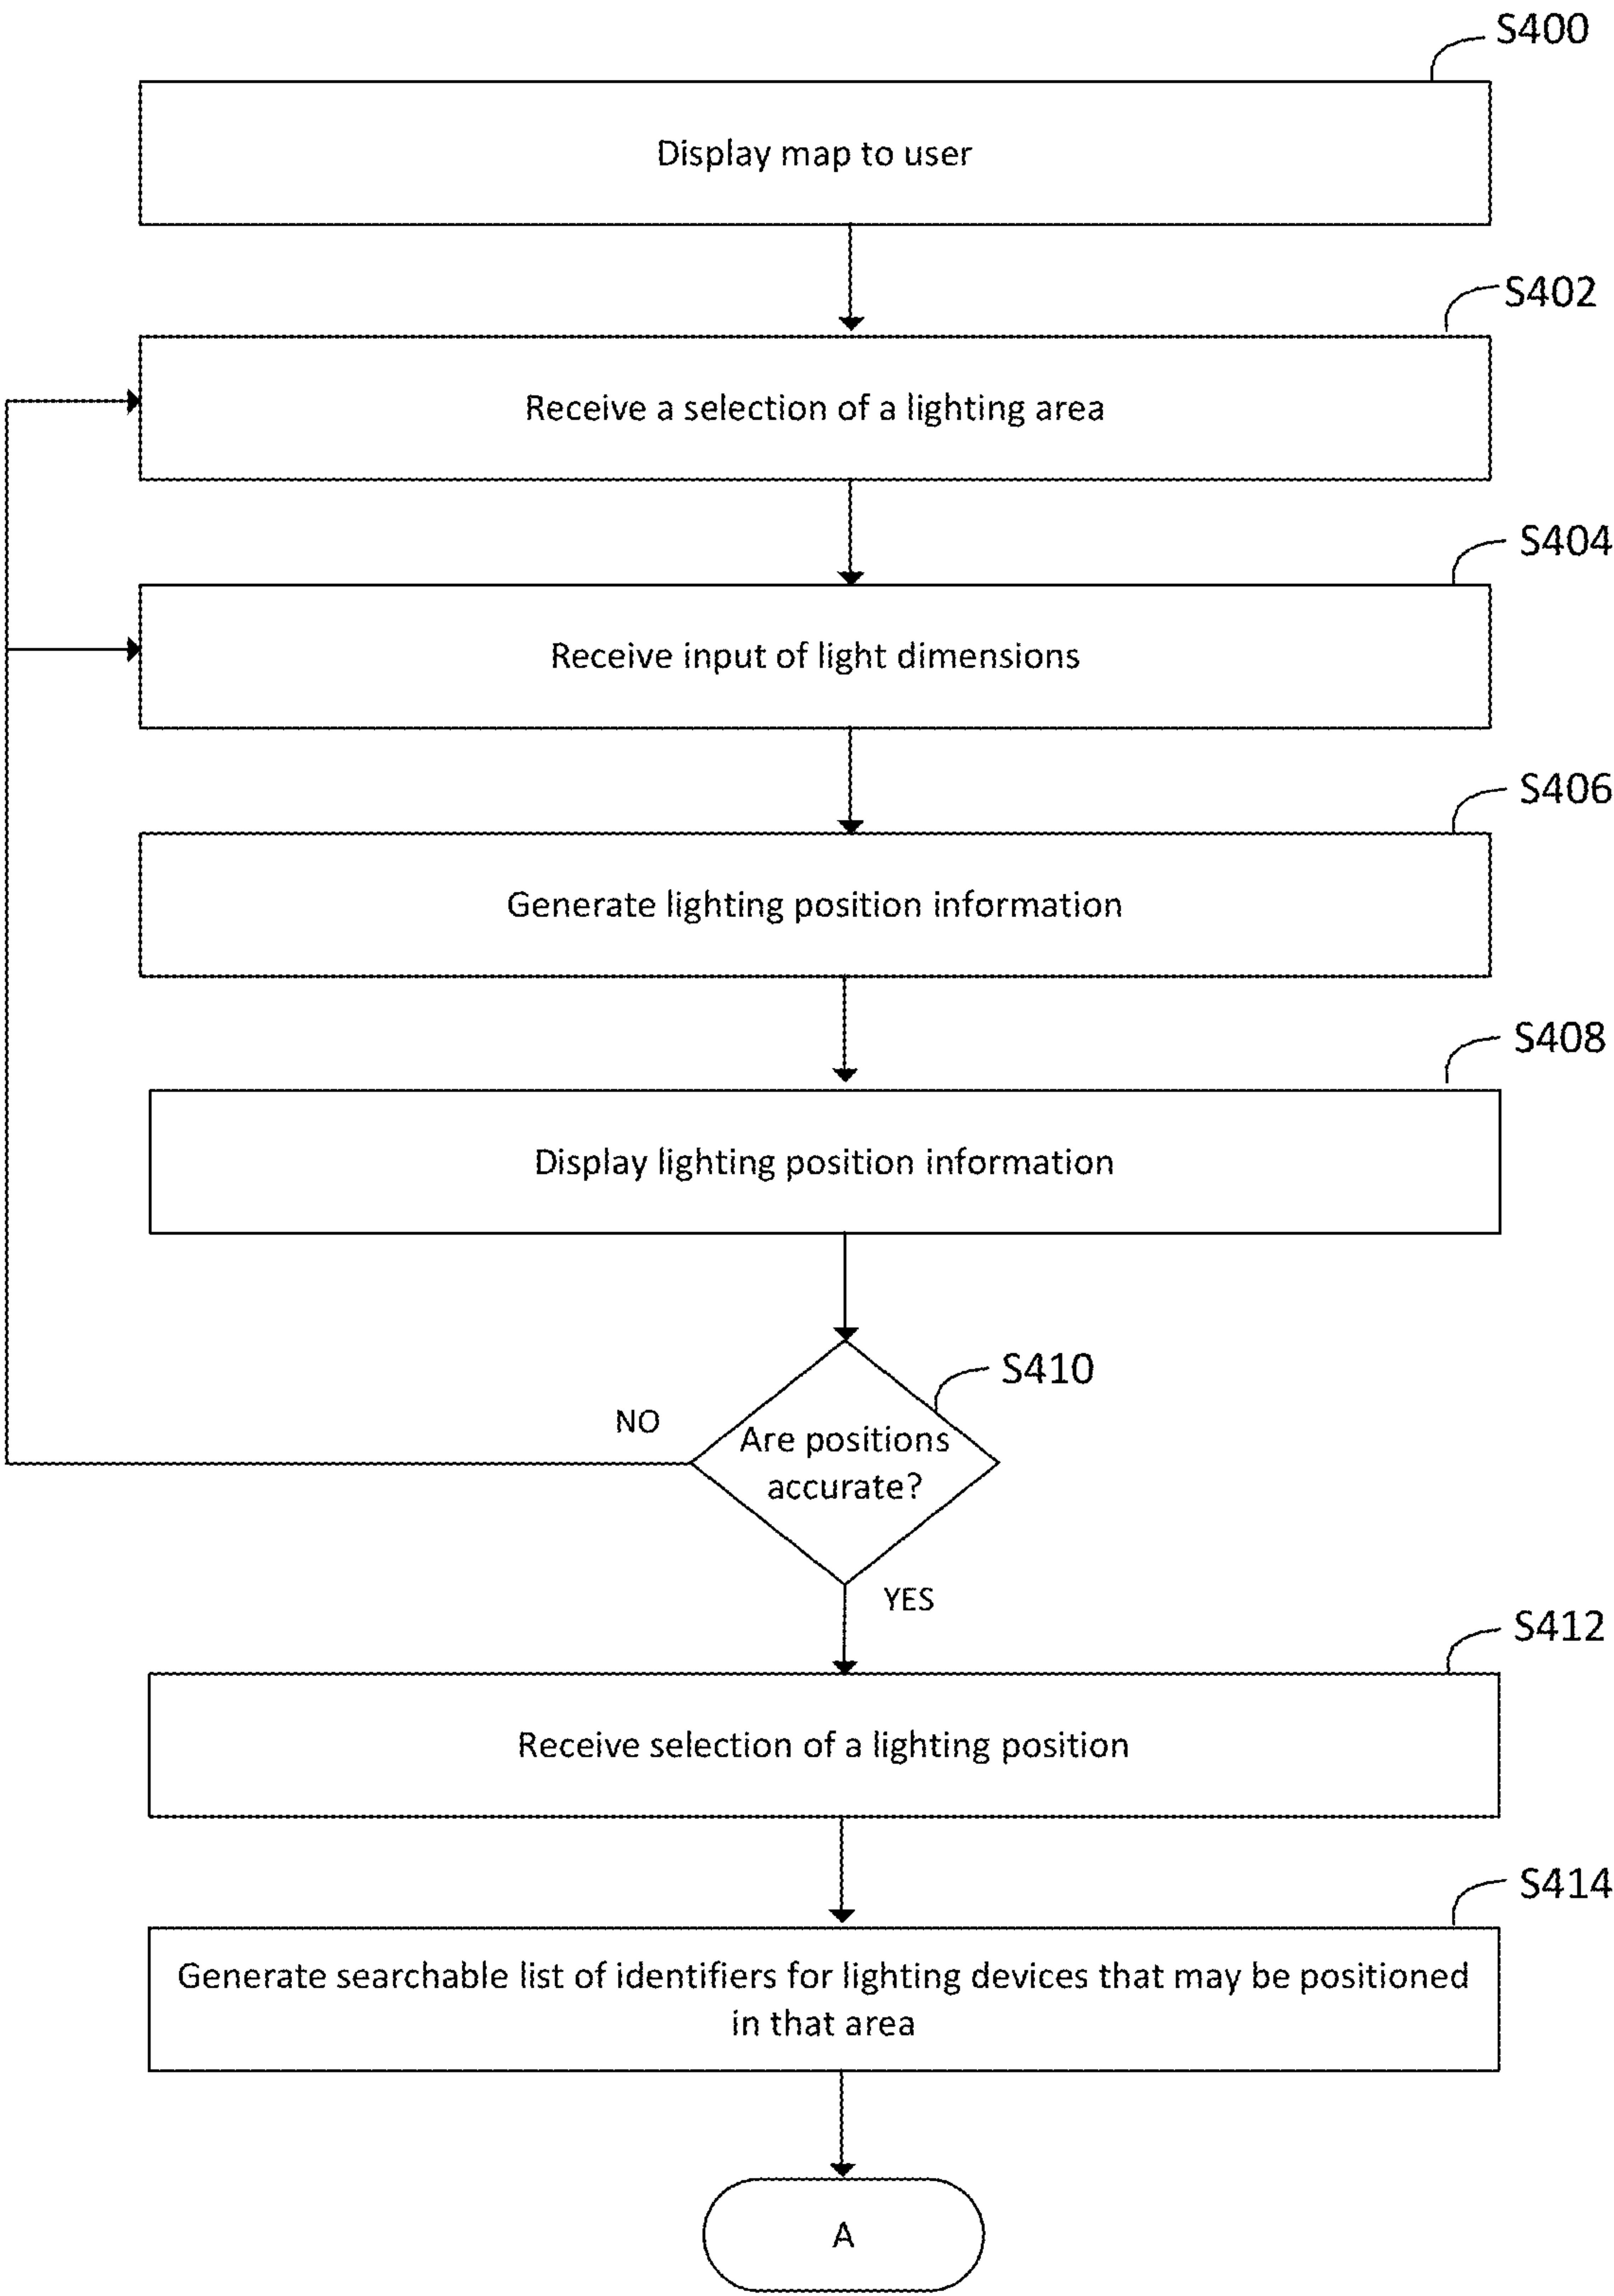 S400
Display map to user
S402
Receive a selection of a lighting area
S404
Receive input of light dimensions
S406
Generate lighting position information
S408
Display lighting position information
S410
NO
Are positions
accurate?
YES
S412
Receive selection of a lighting position
S414
Generate searchable list of identifiers for lighting devices that may be positioned
in that area
A